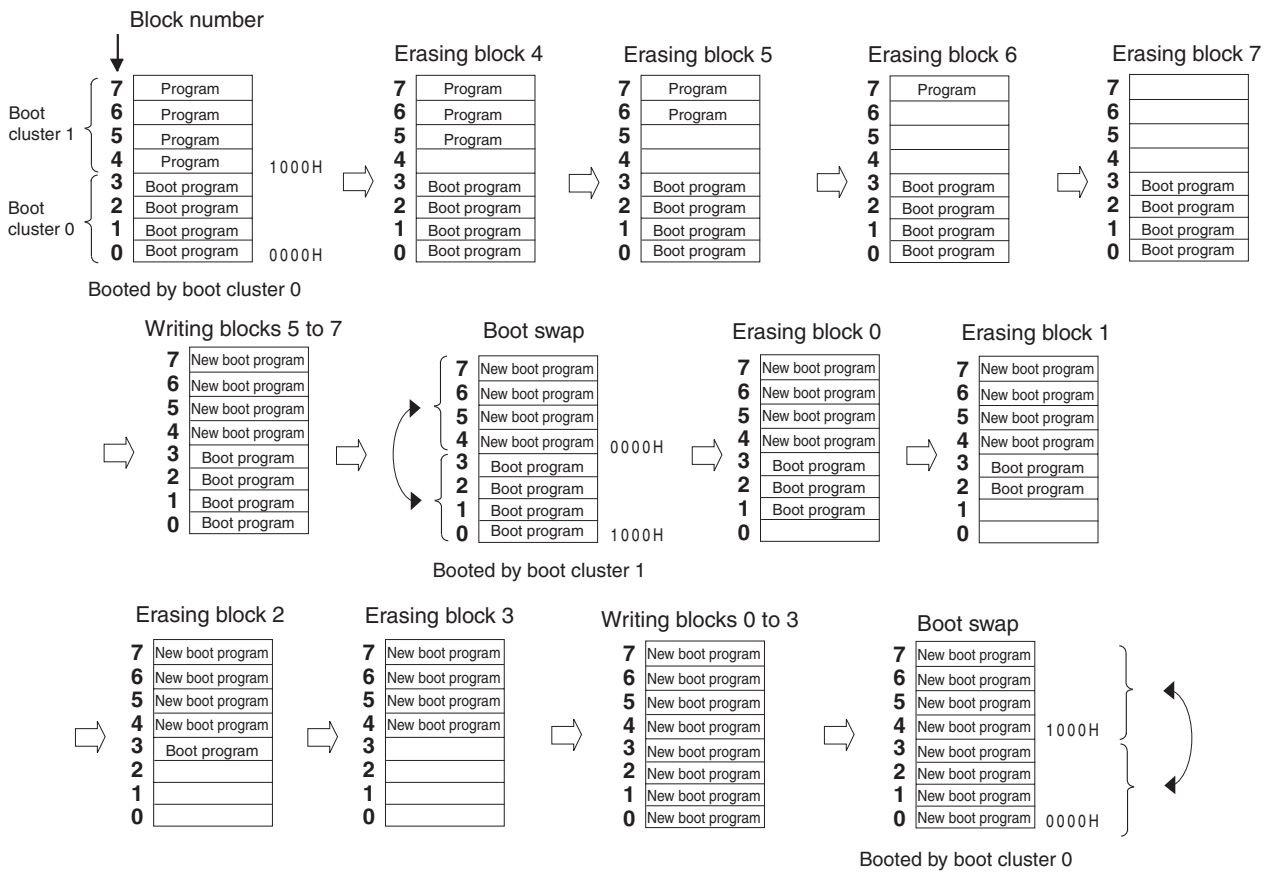 Block number
Erasing block 4
Erasing block 5
Erasing block 6
Erasing block 7
Boot
cluster 1
Boot
cluster 0
7 Program
6 Program
5 Program
4 Program
1000H
3 Boot program
2 Boot program
1 Boot program
0 Boot program
0000H
7 Program
6 Program
5 Program
4
3 Boot program
2 Boot program
1 Boot program
0 Boot program
7 Program
6 Program
5
4
3 Boot program
2 Boot program
1 Boot program
0 Boot program
7 Program
6
5
4
3 Boot program
2 Boot program
1 Boot program
0 Boot program
7
6
5
4
3 Boot program
2 Boot program
1 Boot program
0 Boot program
Booted by boot cluster 0
Writing blocks 5 to 7
7 New boot program
6 New boot program
5 New boot program
4 New boot program
3 Boot program
2 Boot program
1 Boot program
0 Boot program
Boot swap
7 New boot program
6 New boot program
5 New boot program
4 New boot program
0000H
3 Boot program
2 Boot program
1 Boot program
0 Boot program
1000H
Booted by boot cluster 1
Erasing block 0
7 New boot program
6 New boot program
5 New boot program
4 New boot program
3 Boot program
2 Boot program
1 Boot program
0
Erasing block 1
7 New boot program
6 New boot program
5 New boot program
4 New boot program
3 Boot program
2 Boot program
1
0
Erasing block 2
7 New boot program
6 New boot program
5 New boot program
4 New boot program
3 Boot program
2
1
0
Erasing block 3
7 New boot program
6 New boot program
5 New boot program
4 New boot program
3
2
1
0
Writing blocks 0 to 3
7 New boot program
6 New boot program
5 New boot program
4 New boot program
3 New boot program
2 New boot program
1 New boot program
0 New boot program
Boot swap
7 New boot program
6 New boot program
5 New boot program
4 New boot program
1000H
3 New boot program
2 New boot program
1 New boot program
0 New boot program
0000H
Booted by boot cluster 0